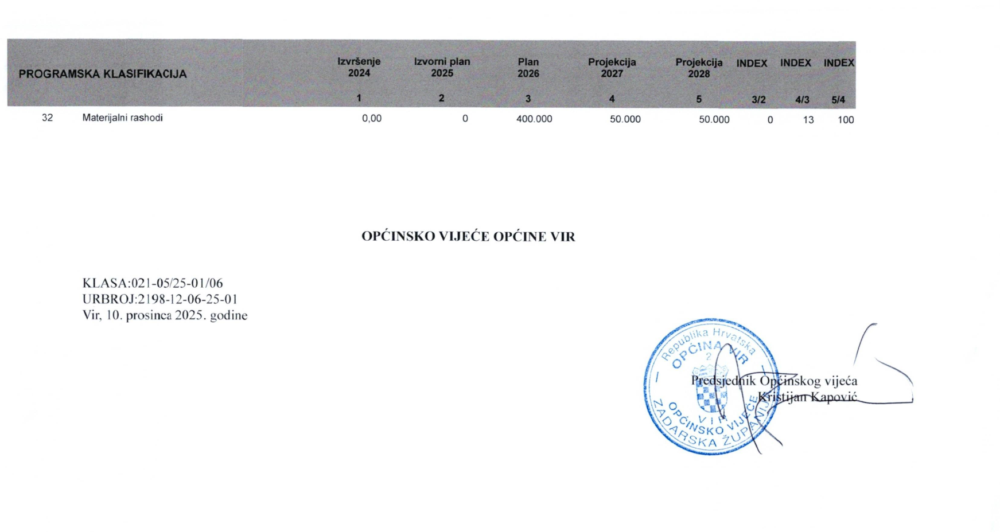 PROGRAMSKA KLASIFIKACIJA
Izvršenje 2024 Izvorni plan 2025 Plan 2026 Projekcija 2027 Projekcija 2028 INDEX INDEX INDEX
1 2 3 4 5 3/2 4/3 5/4
32 Materijalni rashodi 0,00 0 400.000 50.000 50.000 0 13 100
OPĆINSKO VIJEĆE OPĆINE VIR
KLASA:021-05/25-01/06
URBROJ:2198-12-06-25-01
Vir, 10. prosinca 2025. godine
Republika Hrvatska
OPĆINA VIR
2
Predsjednik Općinskog vijeća
Kristijan Kapović
VIR
OPĆINSKO VIJEĆE
ZADARSKA ŽUPANIJA